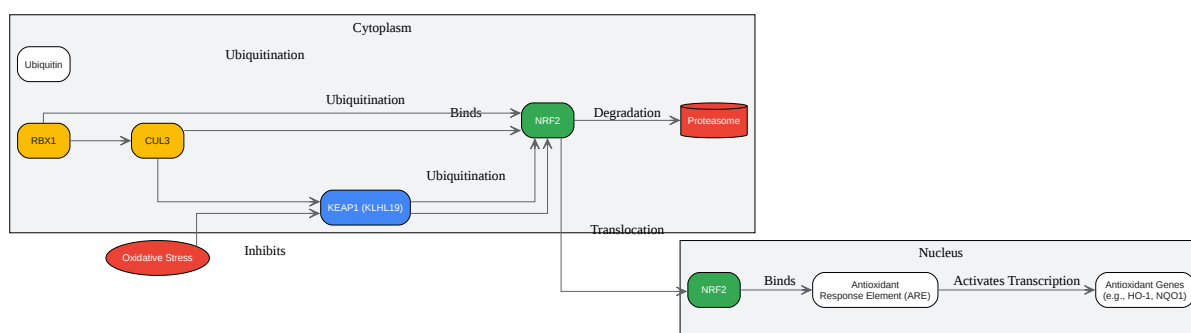 Cytoplasm
Ubiquitination
Ubiquitin
Ubiquitination
Binds
Degradation
NRF2
Proteasome
RBX1
CUL3
Ubiquitination
KEAP1 (KLHL19)
Translocation
Inhibits
Oxidative Stress
Nucleus
NRF2
Binds
Antioxidant
Response Element (ARE)
Activates Transcription
Antioxidant Genes
(e.g., HO-1, NQO1)